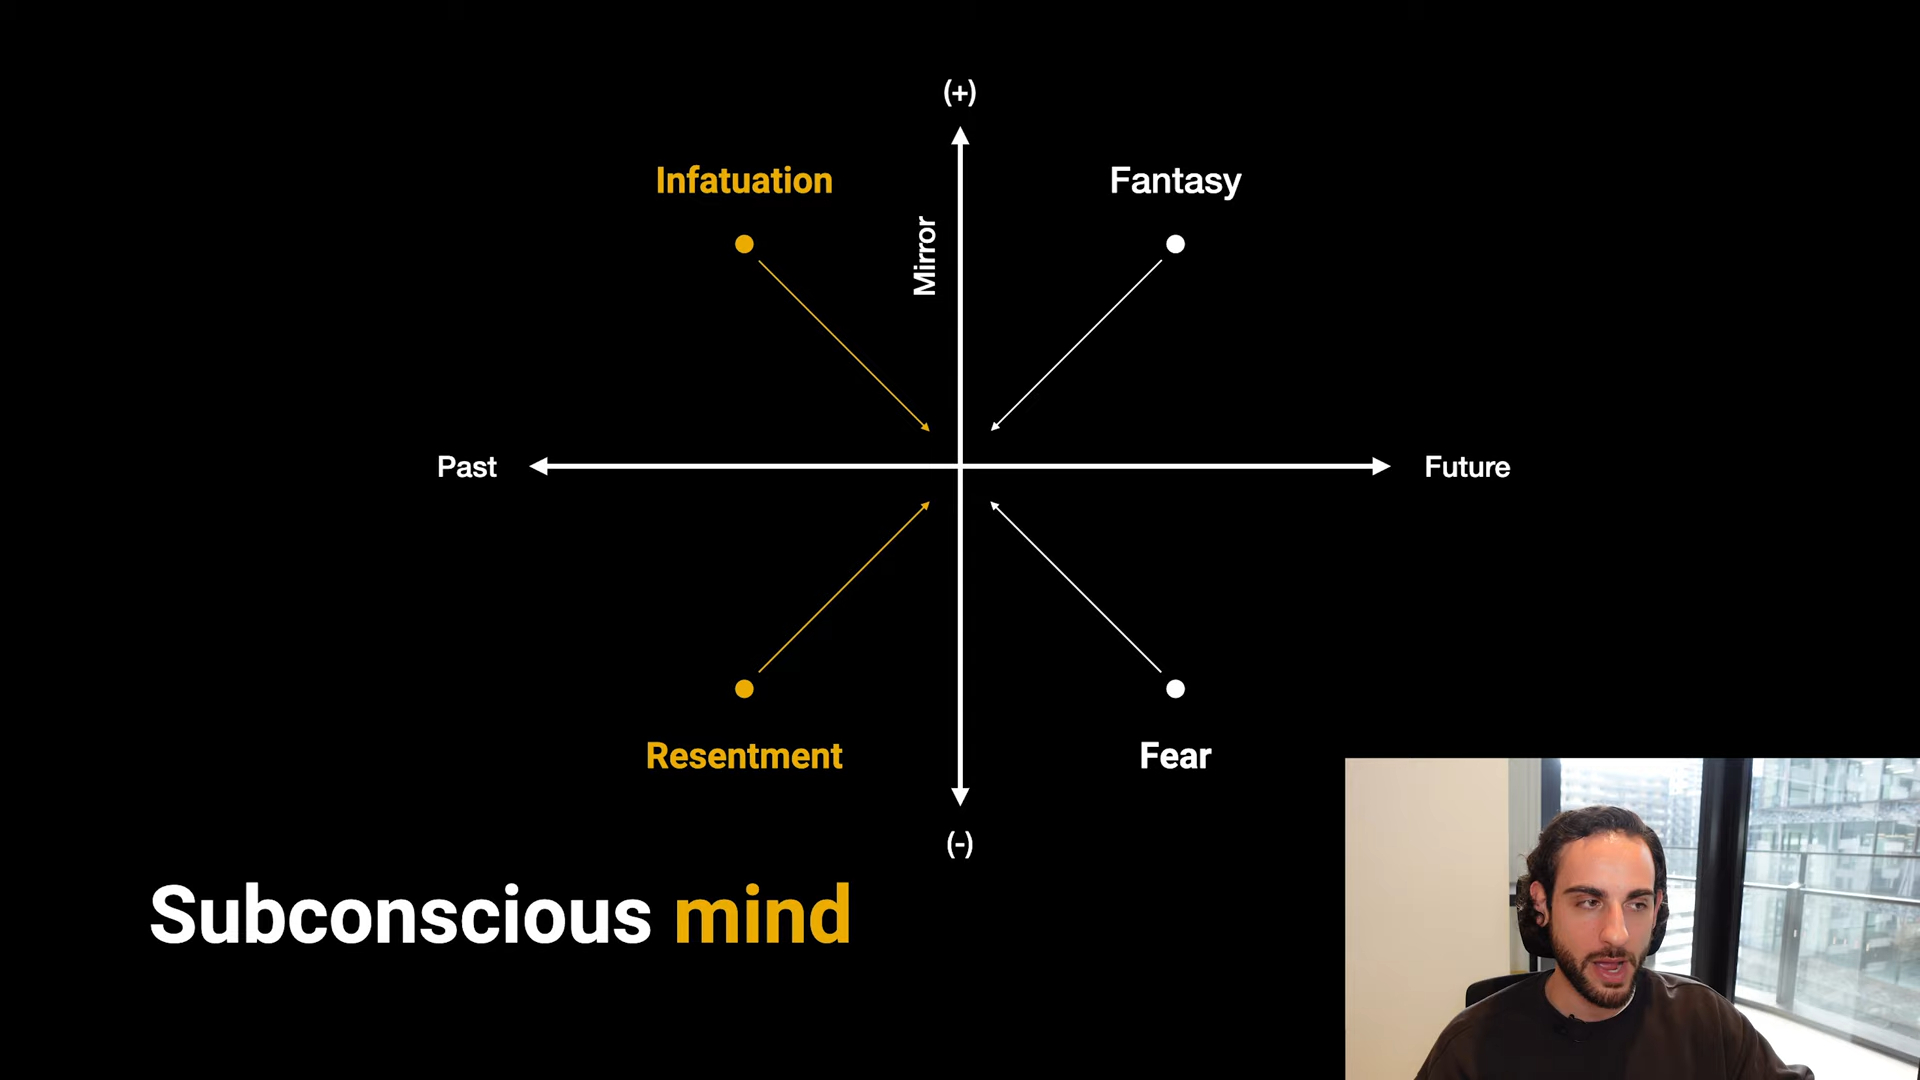 (+)
Infatuation
Fantasy
Mirror
Past
Future
Resentment
Fear
(-)
Subconscious mind